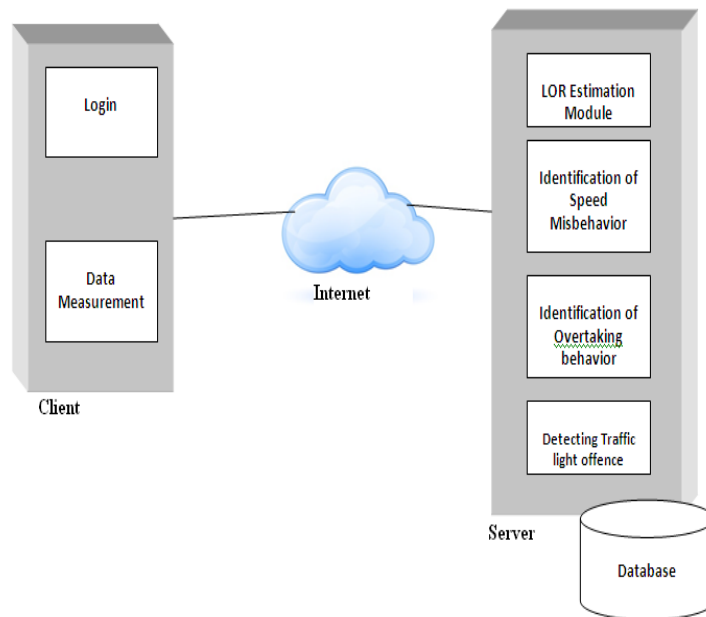 Login
Data
Measurement
Client
Internet
LOR Estimation
Module
Identification of
Speed
Misbehavior
Identification of
Overtaking
behavior
Detecting Traffic
light offence
Server
Database